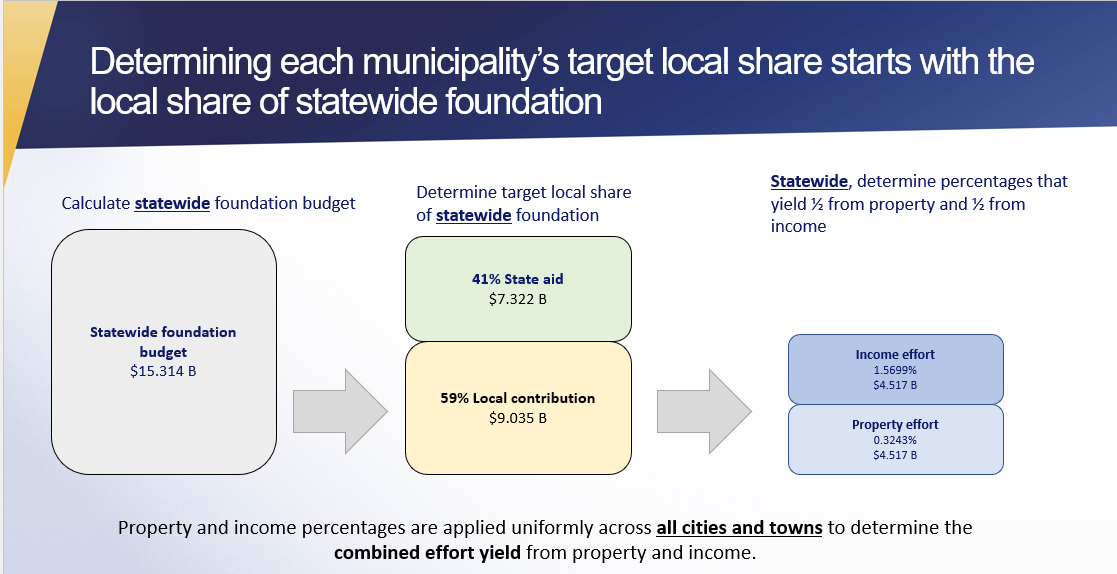 Determining each municipality’s target local share starts with the
local share of statewide foundation
Calculate statewide foundation budget
Statewide foundation
budget
$15.314 B
Determine target local share
of statewide foundation
41% State aid
$7.322 B
59% Local contribution
$9.035 B
Statewide, determine percentages that
yield ½ from property and ½ from
income
Income effort
1.5699%
$4.517 B
Property effort
0.3243%
$4.517 B
Property and income percentages are applied uniformly across all cities and towns to determine the
combined effort yield from property and income.